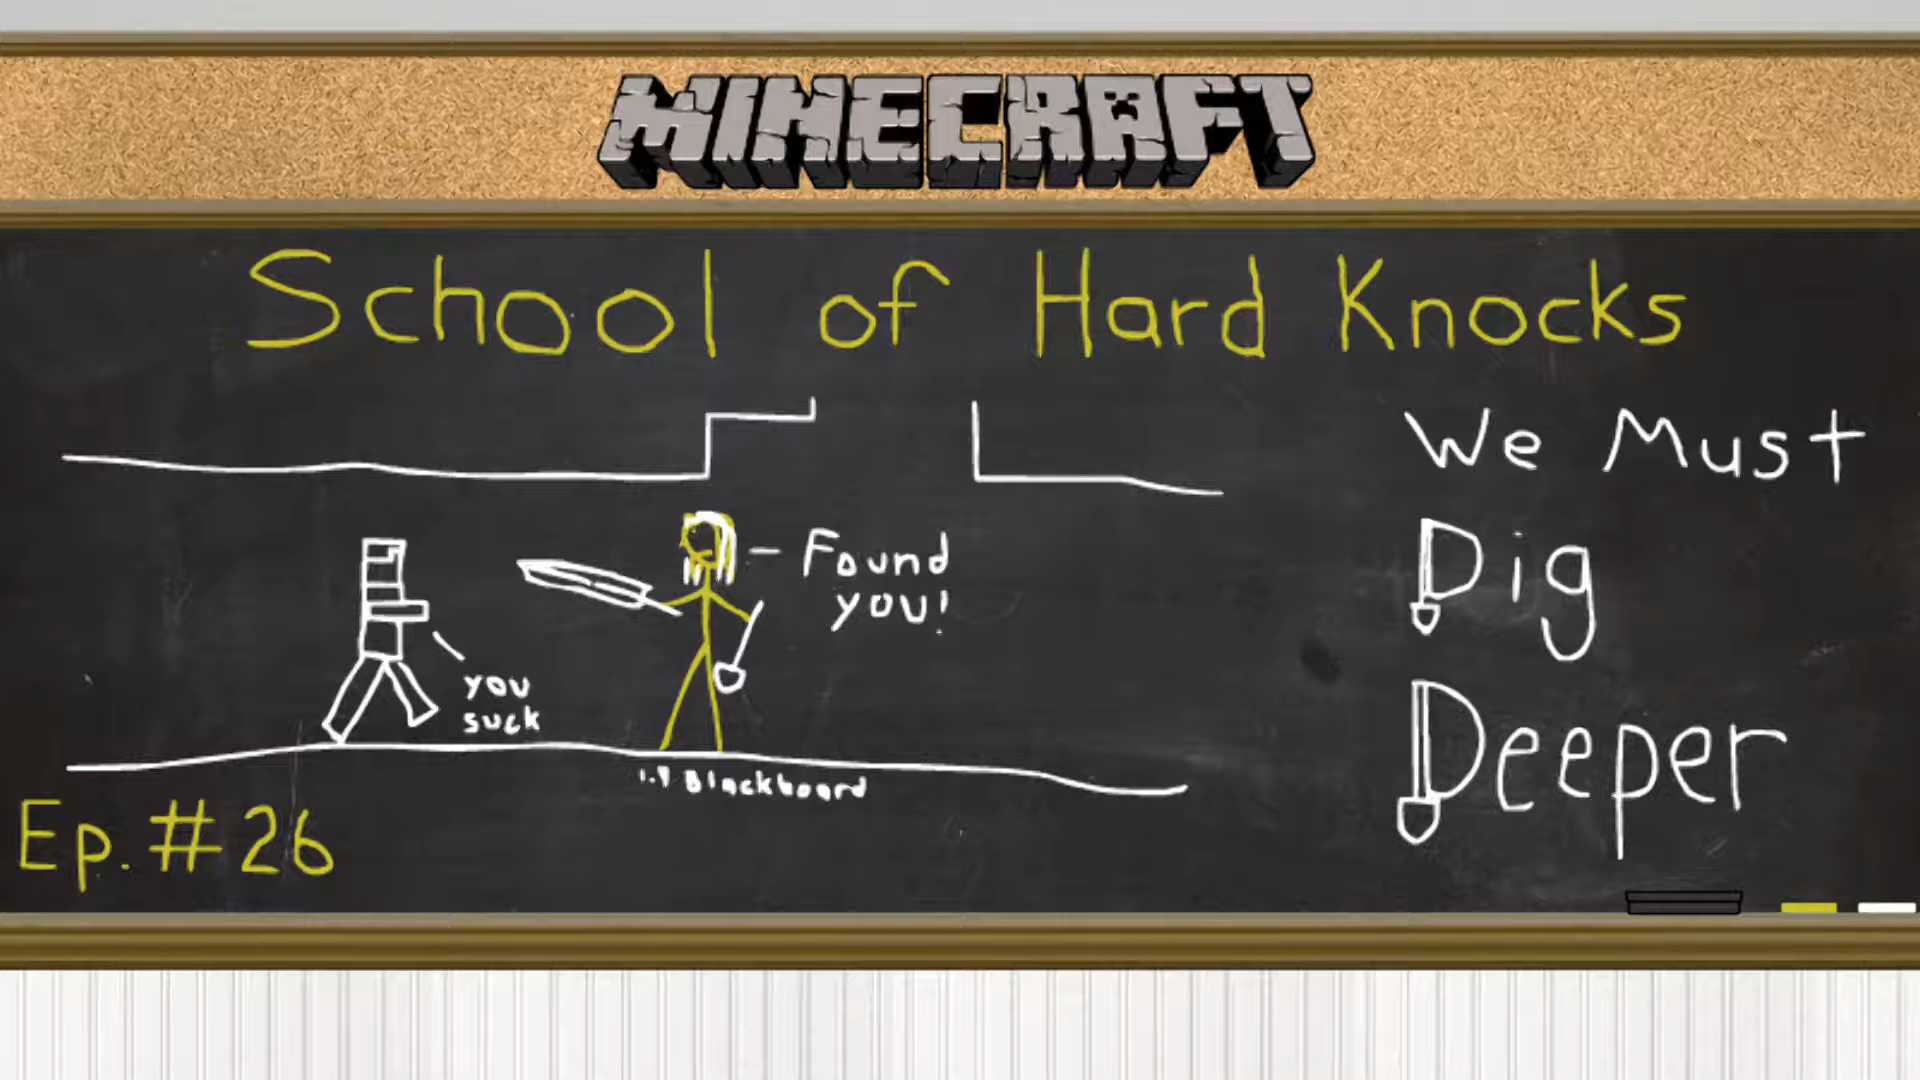 MINECRAFT
School of Hard Knocks
We Must
Dig
Deeper
Found
you!
you
suck
Blackboard
Ep. #26